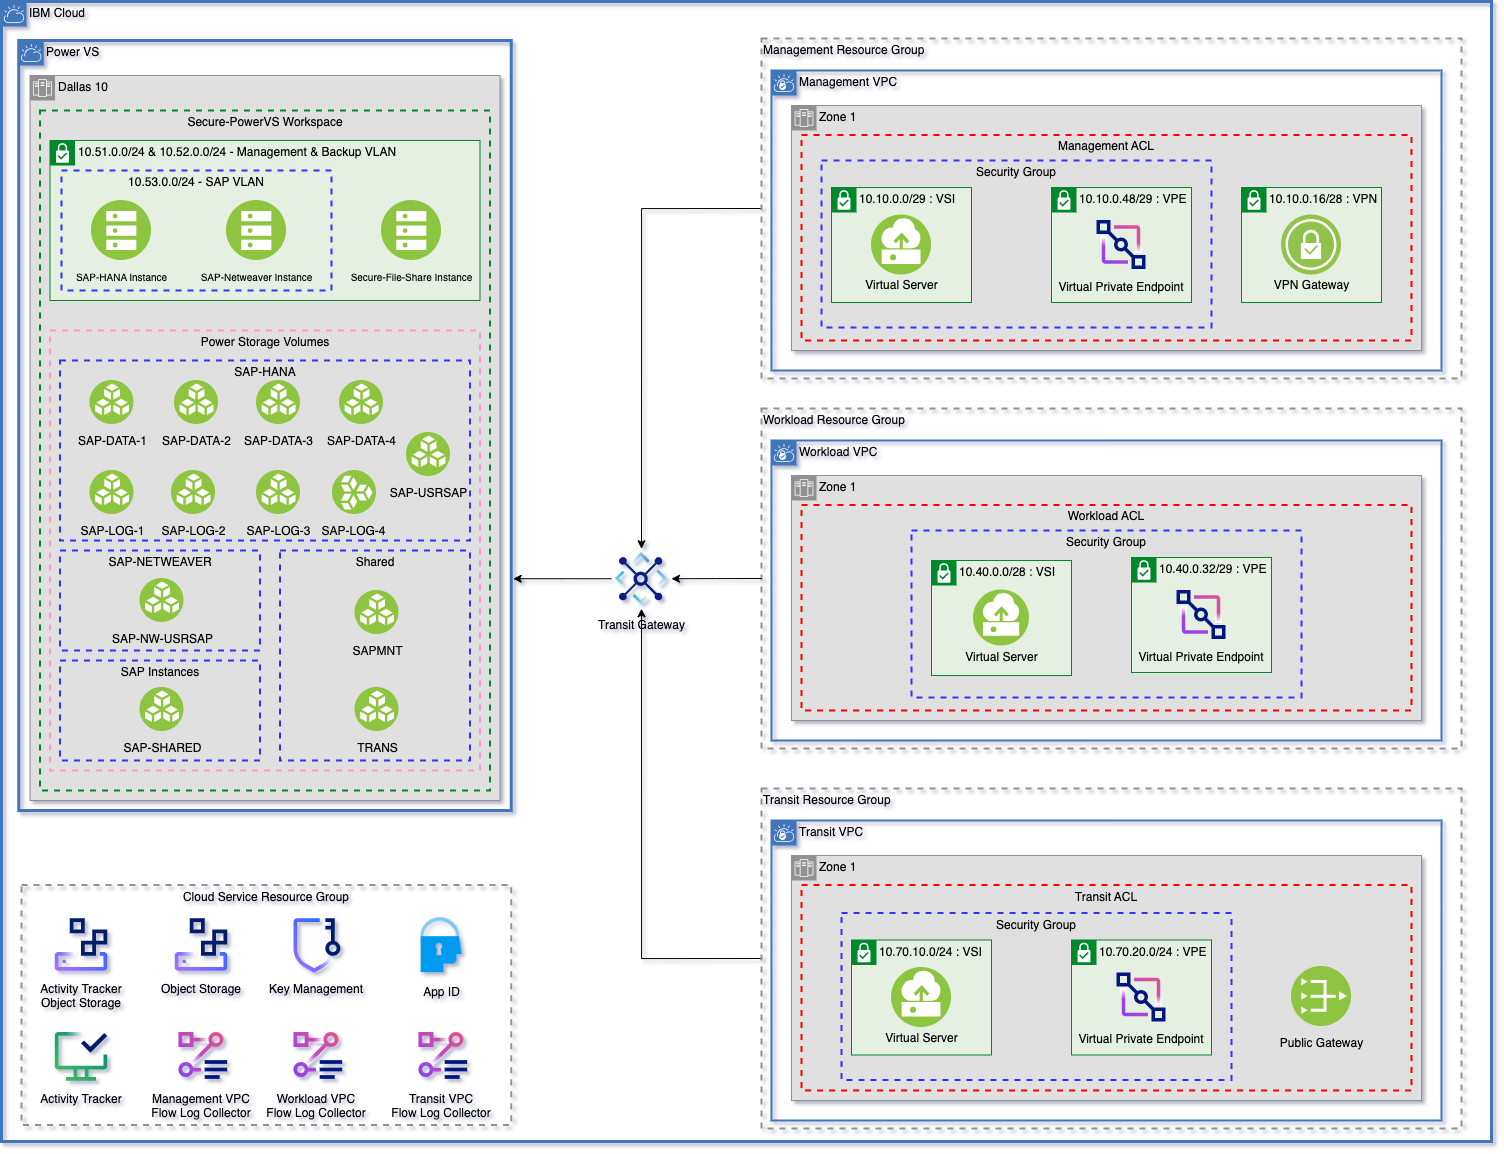 IBM Cloud
Power VS
Dallas 10
Secure-PowerVS Workspace
10.51.0.0/24 & 10.52.0.0/24 - Management & Backup VLAN
10.53.0.0/24 - SAP VLAN
SAP-HANA Instance
SAP-Netweaver Instance
Secure-File-Share Instance
Power Storage Volumes
SAP-HANA
SAP-DATA-1
SAP-DATA-2
SAP-DATA-3
SAP-DATA-4
SAP-USRSAP
SAP-LOG-1
SAP-LOG-2
SAP-LOG-3
SAP-LOG-4
SAP-NETWEAVER
SAP-NW-USRSAP
SAP Instances
SAP-SHARED
Shared
SAPMNT
TRANS
Cloud Service Resource Group
Activity Tracker
Object Storage
Object Storage
Key Management
App ID
Activity Tracker
Management VPC
Flow Log Collector
Workload VPC
Flow Log Collector
Transit VPC
Flow Log Collector
Transit Gateway
Management Resource Group
Management VPC
Zone 1
Management ACL
Security Group
10.10.0.0/29 : VSI
Virtual Server
10.10.0.48/29 : VPE
Virtual Private Endpoint
10.10.0.16/28 : VPN
VPN Gateway
Workload Resource Group
Workload VPC
Zone 1
Workload ACL
Security Group
10.40.0.0/28 : VSI
Virtual Server
10.40.0.32/29 : VPE
Virtual Private Endpoint
Transit Resource Group
Transit VPC
Zone 1
Transit ACL
Security Group
10.70.10.0/24 : VSI
Virtual Server
10.70.20.0/24 : VPE
Virtual Private Endpoint
Public Gateway